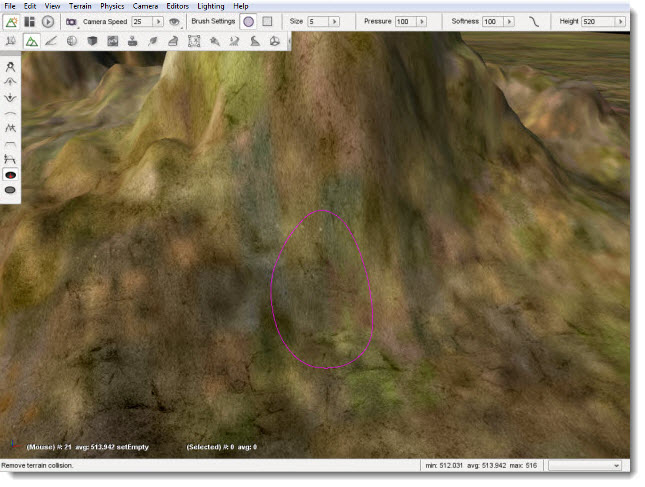 File Edit View Terrain Physics Camera Editors Lighting Help
Camera Speed 25 Brush Settings Size 5 Pressure 100 Softness 100 Height 520
(Mouse) #: 21 avg: 513.942 setEmpty (Selected) #: 0 avg: 0
Remove terrain collision. min: 512.031 avg: 513.942 max: 516